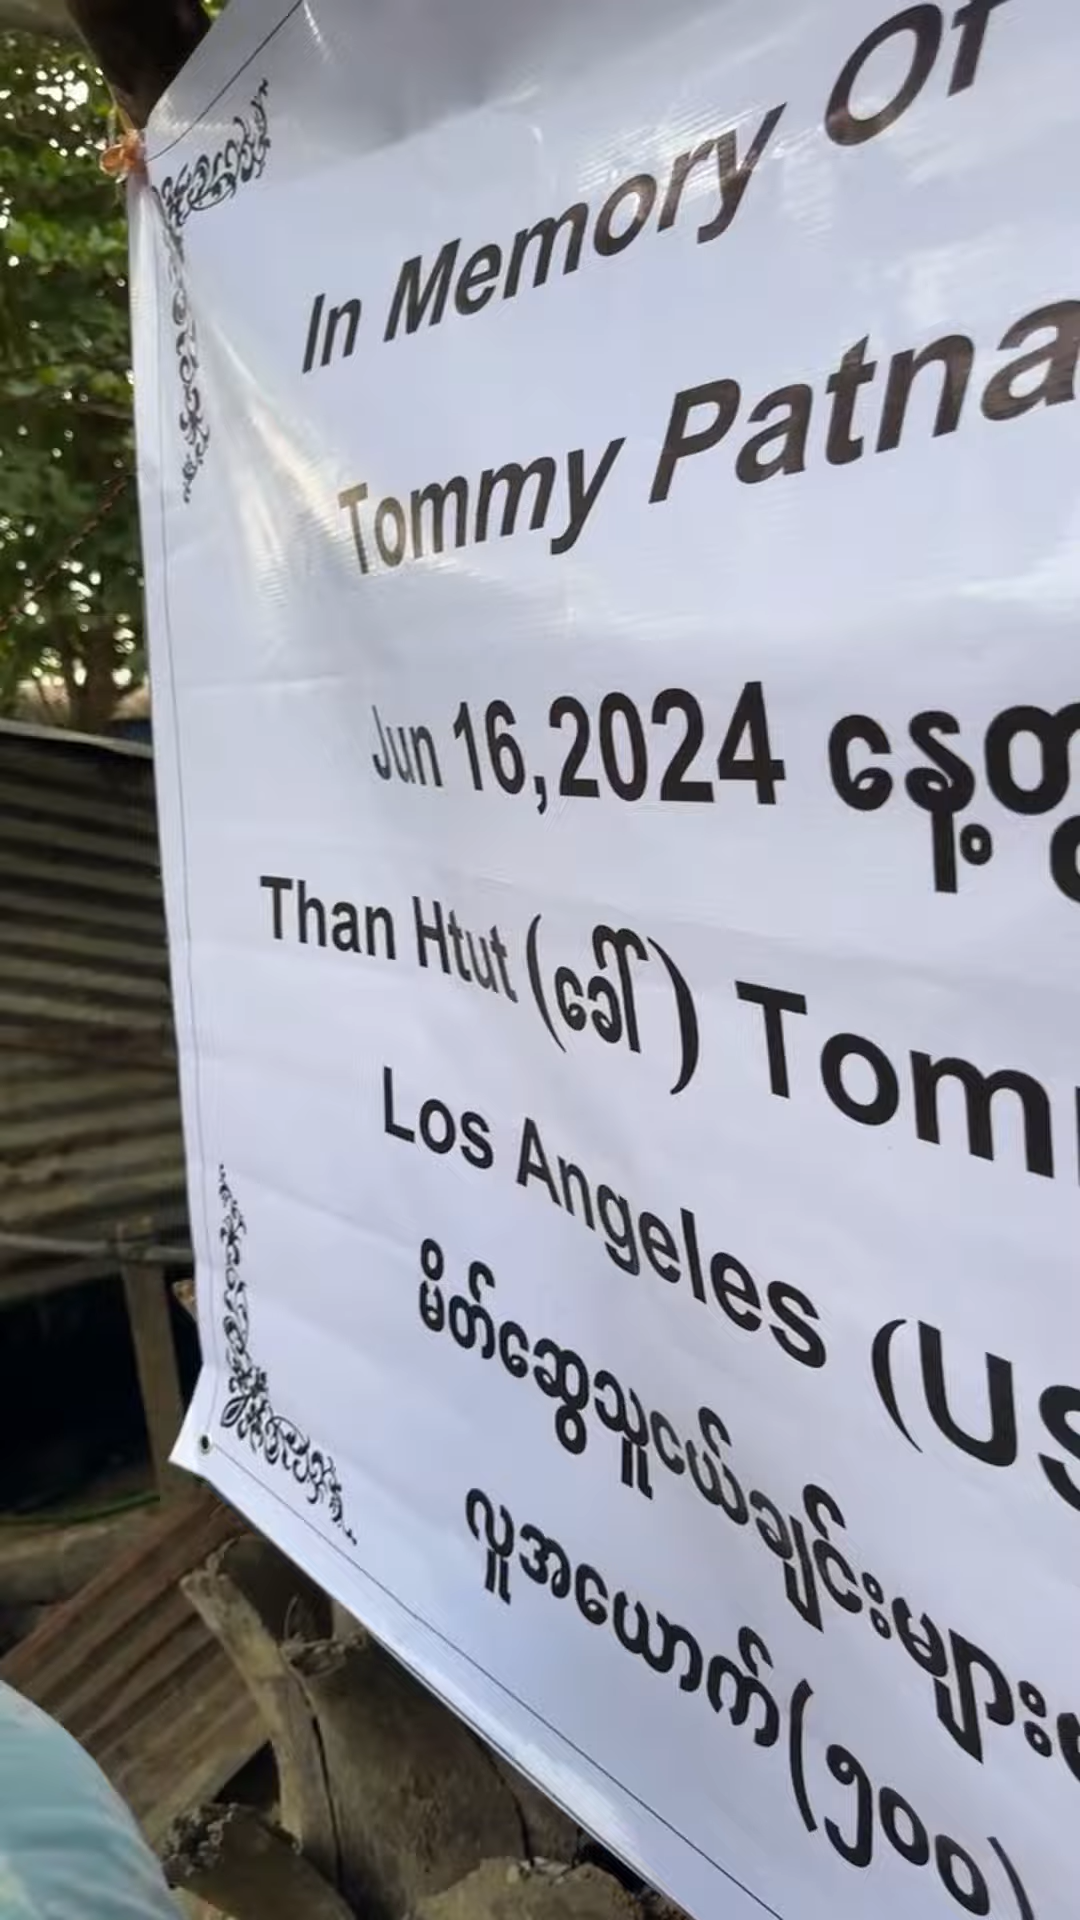 In Memory Of
Tommy Patna
Jun 16,2024 နေ့တွ
Than Htut (ခေါ်) Tom
Los Angeles (US
မိတ်ဆွေသူငယ်ချင်းများ
လူအယောက်(၅၀၀)